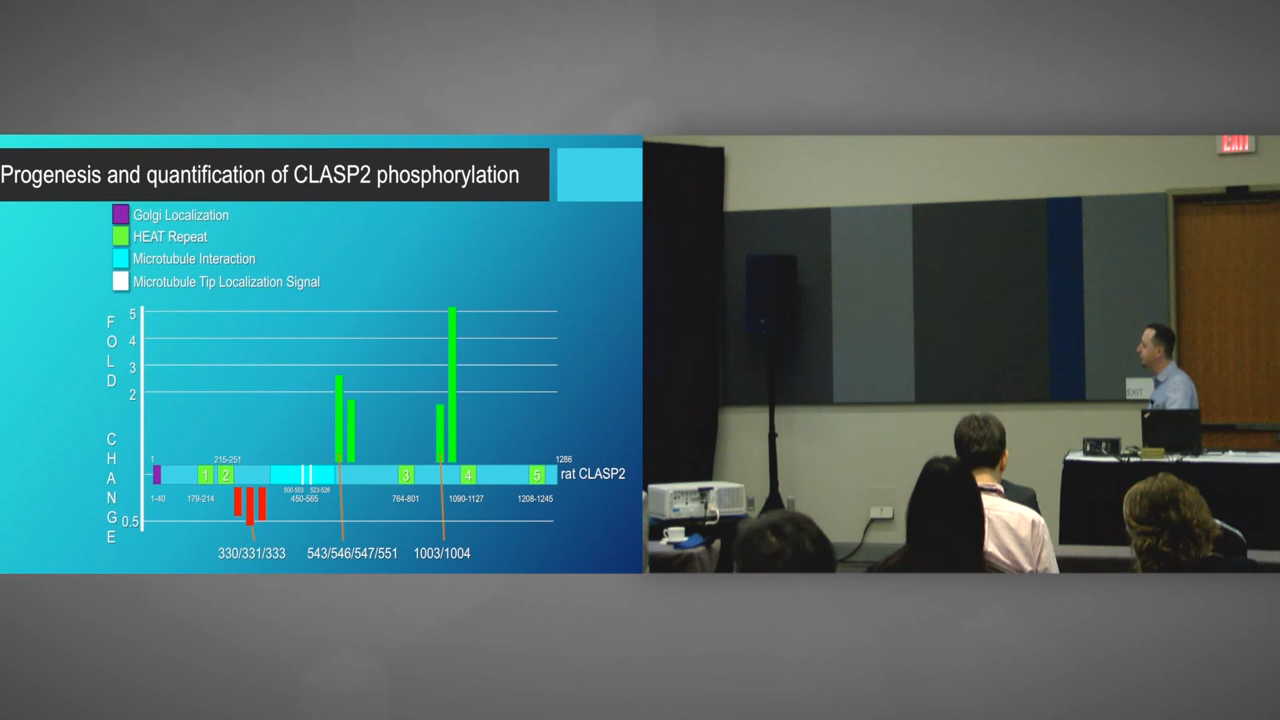 Progenesis and quantification of CLASP2 phosphorylation
Golgi Localization
HEAT Repeat
Microtubule Interaction
Microtubule Tip Localization Signal
FOLD CHANGE
5
4
3
2
0.5
1
215-251
1286
1
2
3
4
5
rat CLASP2
1-40
179-214
500-503
523-526
450-565
764-801
1090-1127
1208-1245
330/331/333
543/546/547/551
1003/1004
EXIT
EXIT